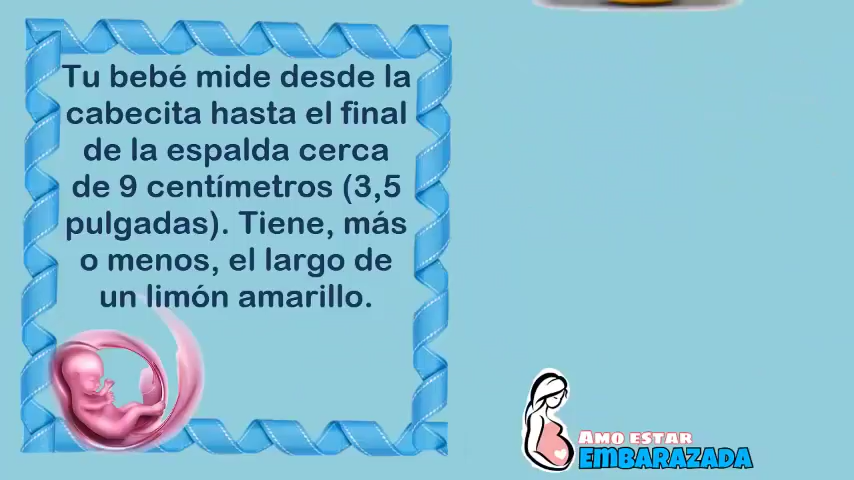 Tu bebé mide desde la
cabecita hasta el final
de la espalda cerca
de 9 centímetros (3,5
pulgadas). Tiene, más
o menos, el largo de
un limón amarillo.
AMO ESTAR
EMBARAZADA